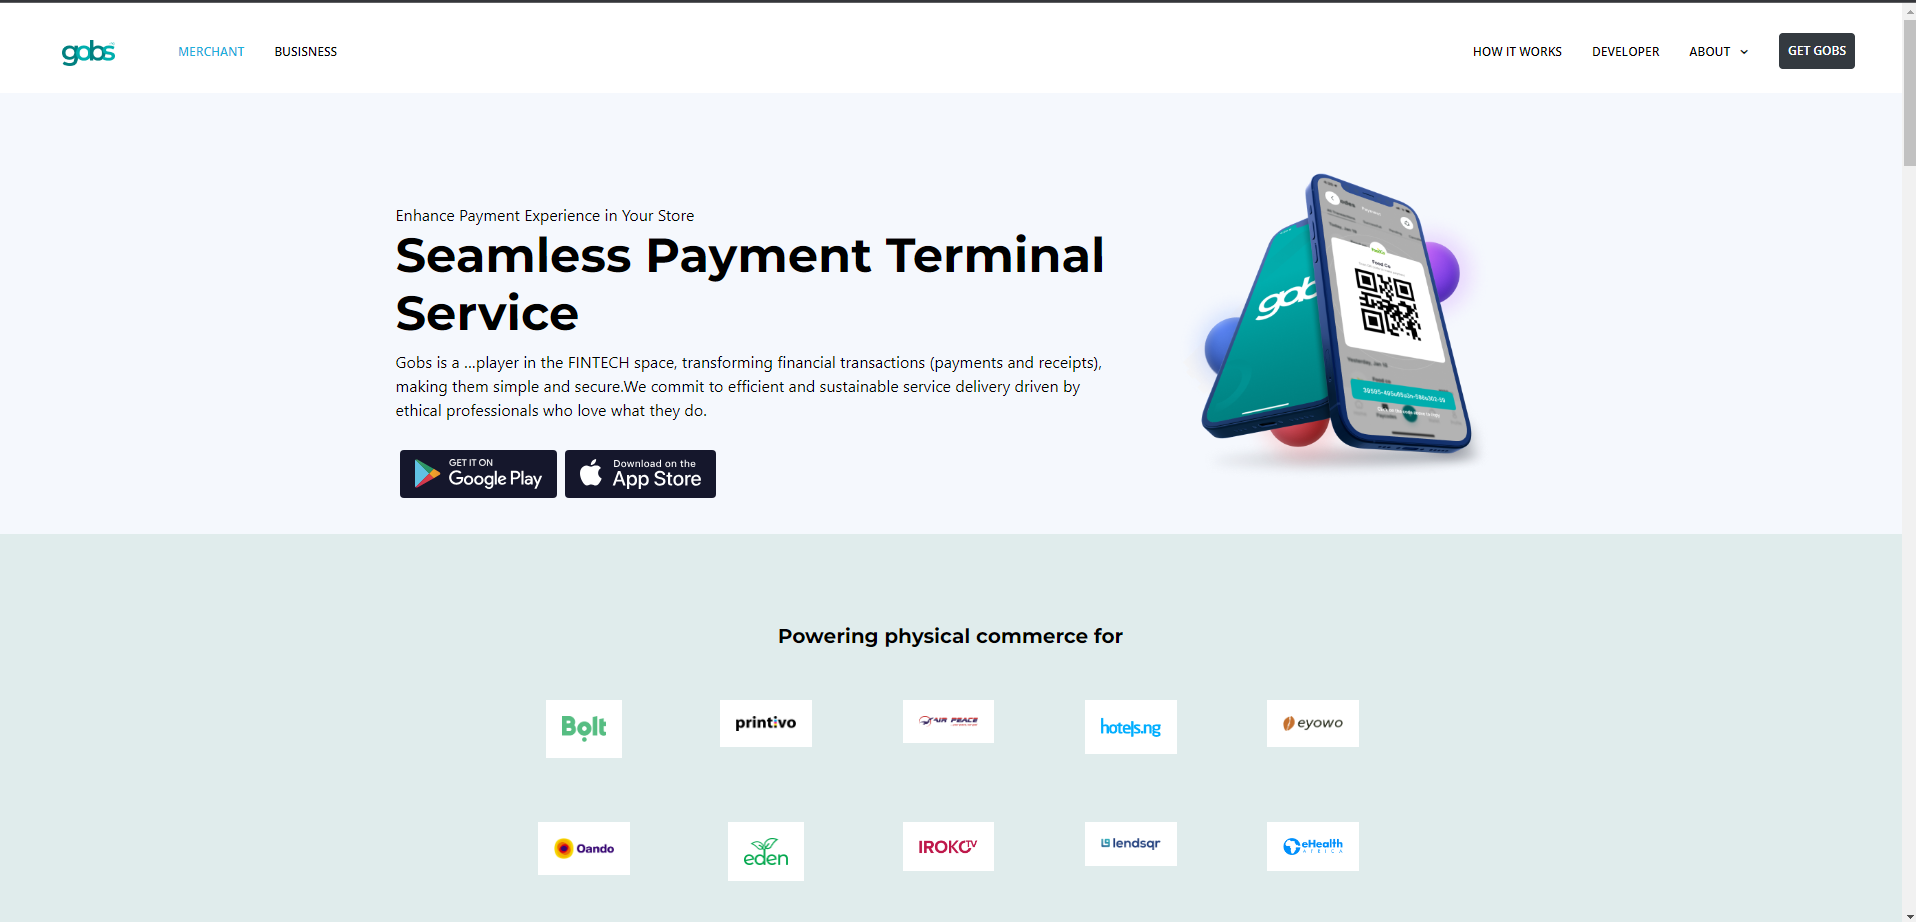 gobs
MERCHANT
BUSISNESS
HOW IT WORKS
DEVELOPER
ABOUT
GET GOBS
Enhance Payment Experience in Your Store
Seamless Payment Terminal
Service
Gobs is a ...player in the FINTECH space, transforming financial transactions (payments and receipts),
making them simple and secure.We commit to efficient and sustainable service delivery driven by
ethical professionals who love what they do.
GET IT ON
Google Play
Download on the
App Store
gob
Payment
Food Co.
Powering physical commerce for
Bolt
printivo
AIR PEACE
hotels.ng
eyowo
Oando
eden
IROKOTV
lendsqr
eHealth
AFRICA